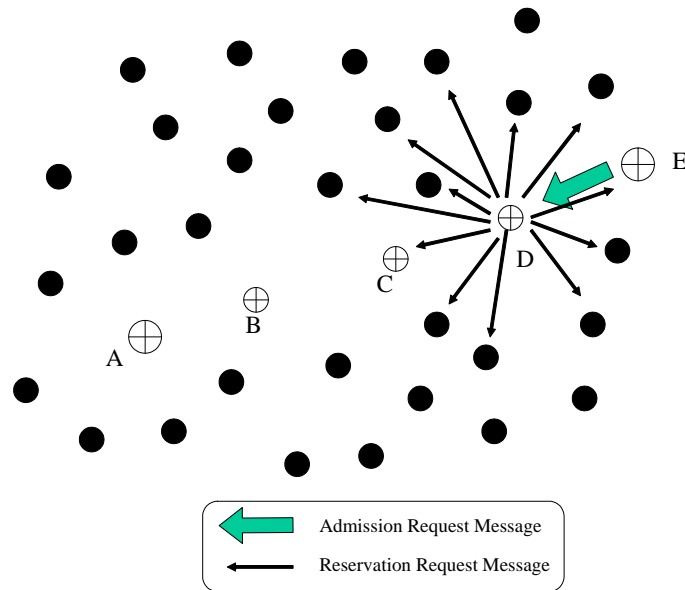 E
D
C
B
A
Admission Request Message
Reservation Request Message